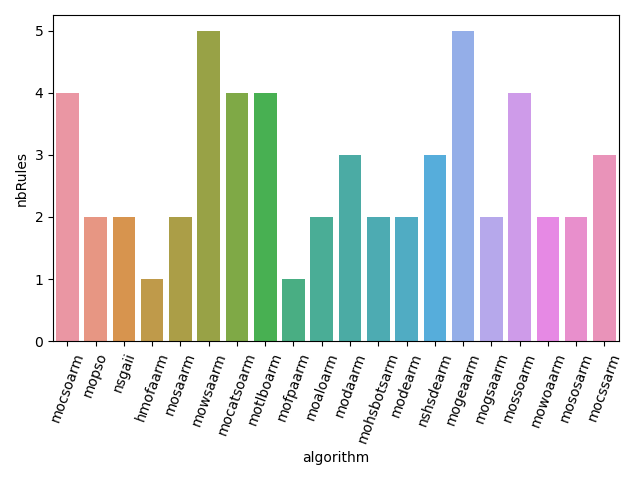 5
4
3
2
1
0
nbRules
mocsoarm
mopso
nsgaii
hmofaarm
mosaarm
mowsaarm
mocatsoarm
motlboarm
mofpaarm
moaloarm
modaarm
mohsbotsarm
modearm
nshsdearm
mogeaarm
mogsaarm
mossoarm
mowoaarm
mososarm
mocssarm
algorithm